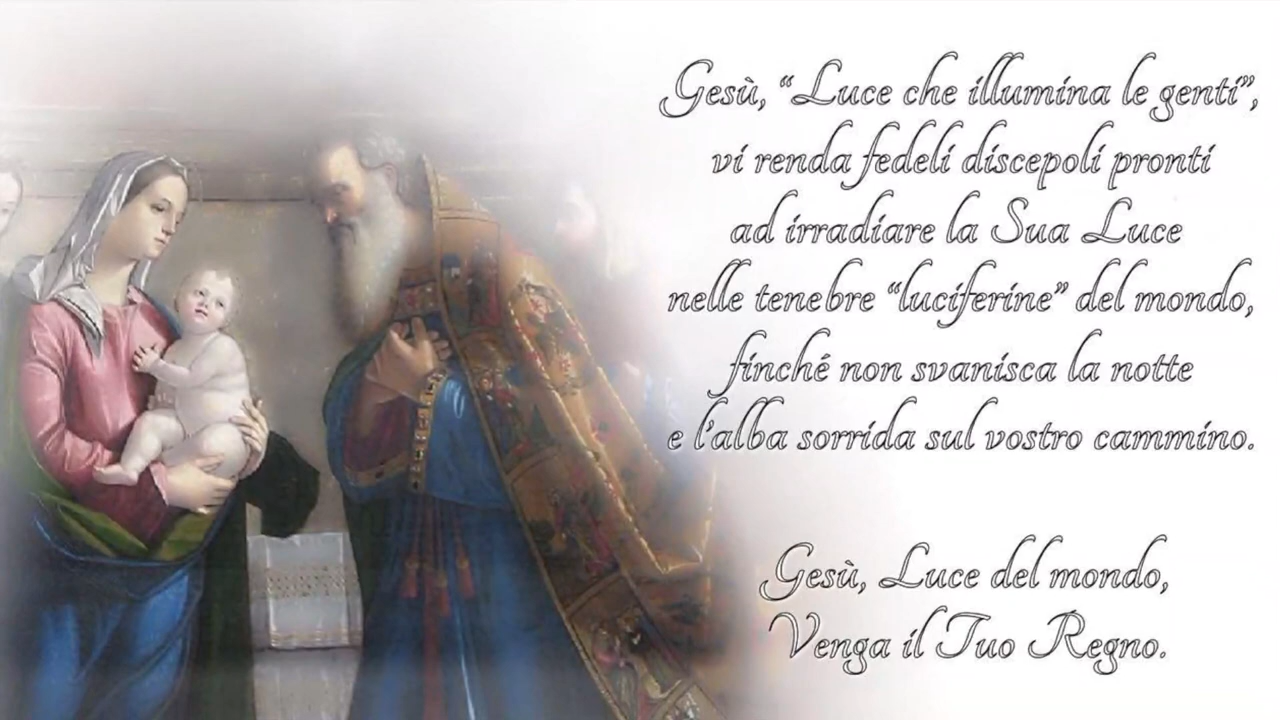 Gesù, “Luce che illumina le genti”,
vi renda fedeli discepoli pronti
ad irradiare la Sua Luce
nelle tenebre “luciferine” del mondo,
finché non svanisca la notte
e l'alba sorrida sul vostro cammino.
Gesù, Luce del mondo,
Venga il Tuo Regno.